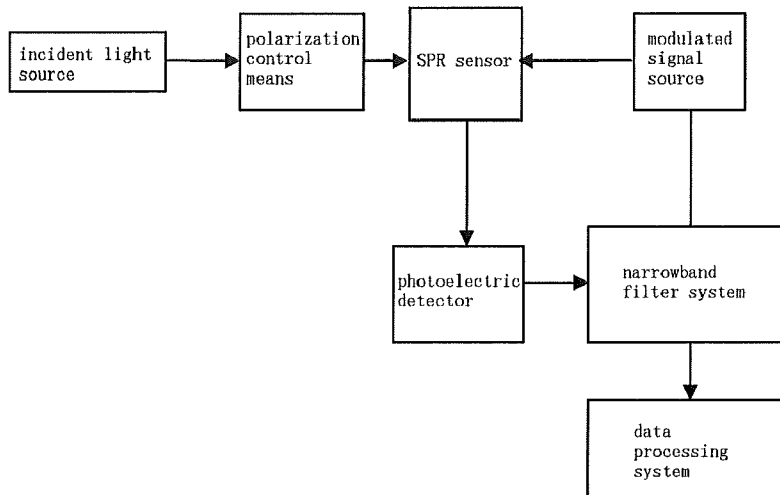 incident light
source
polarization
control
means
SPR sensor
modulated
signal
source
photoelectric
detector
narrowband
filter system
data
processing
system